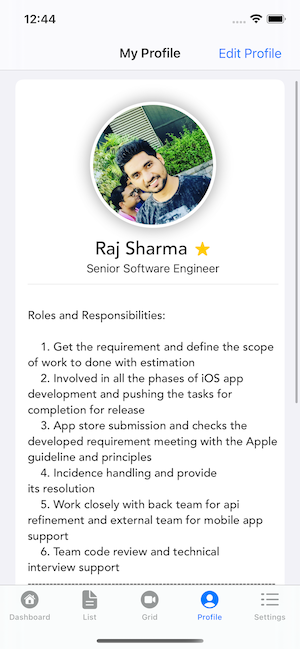 12:44
My Profile
Edit Profile
Raj Sharma
Senior Software Engineer
Roles and Responsibilities:
1. Get the requirement and define the scope
of work to done with estimation
2. Involved in all the phases of iOS app
development and pushing the tasks for
completion for release
3. App store submission and checks the
developed requirement meeting with the Apple
guideline and principles
4. Incidence handling and provide
its resolution
5. Work closely with back team for api
refinement and external team for mobile app
support
6. Team code review and technical
interview support
Dashboard
List
Grid
Profile
Settings